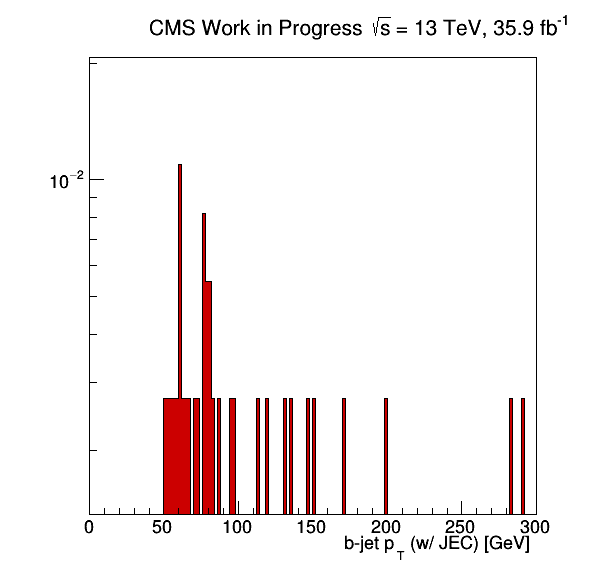 CMS Work in Progress √s = 13 TeV, 35.9 fb⁻¹
10⁻²
0 50 100 150 200 250 300
b-jet p_T (w/ JEC) [GeV]